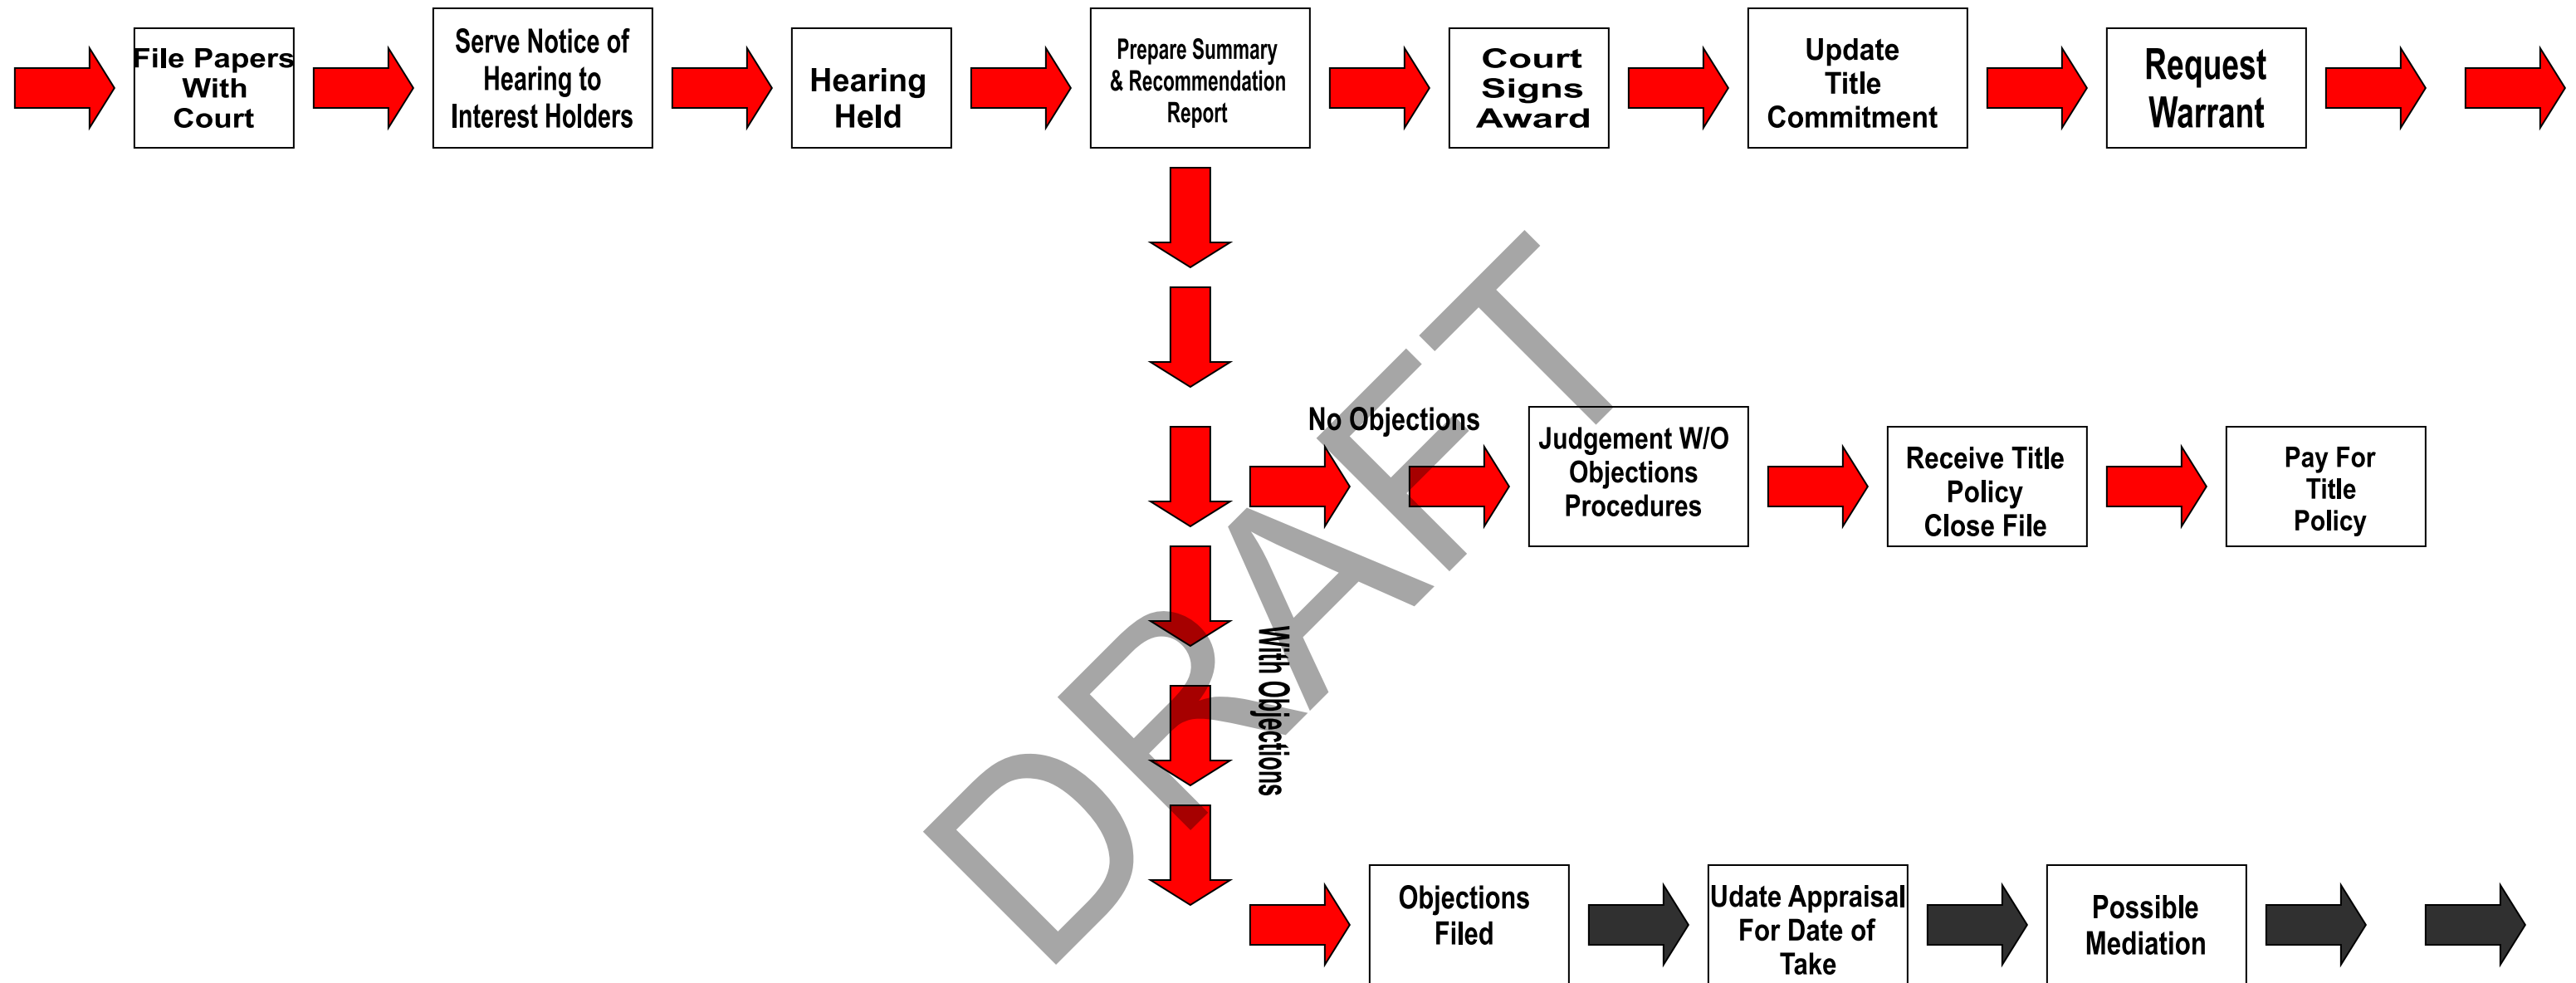 File Papers
With
Court
Serve Notice of
Hearing to
Interest Holders
Hearing
Held
Prepare Summary
& Recommendation
Report
Court
Signs
Award
Update
Title
Commitment
Request
Warrant
No Objections
Judgement W/O
Objections
Procedures
Receive Title
Policy
Close File
Pay For
Title
Policy
With Objections
Objections
Filed
Udate Appraisal
For Date of
Take
Possible
Mediation
DRAFT